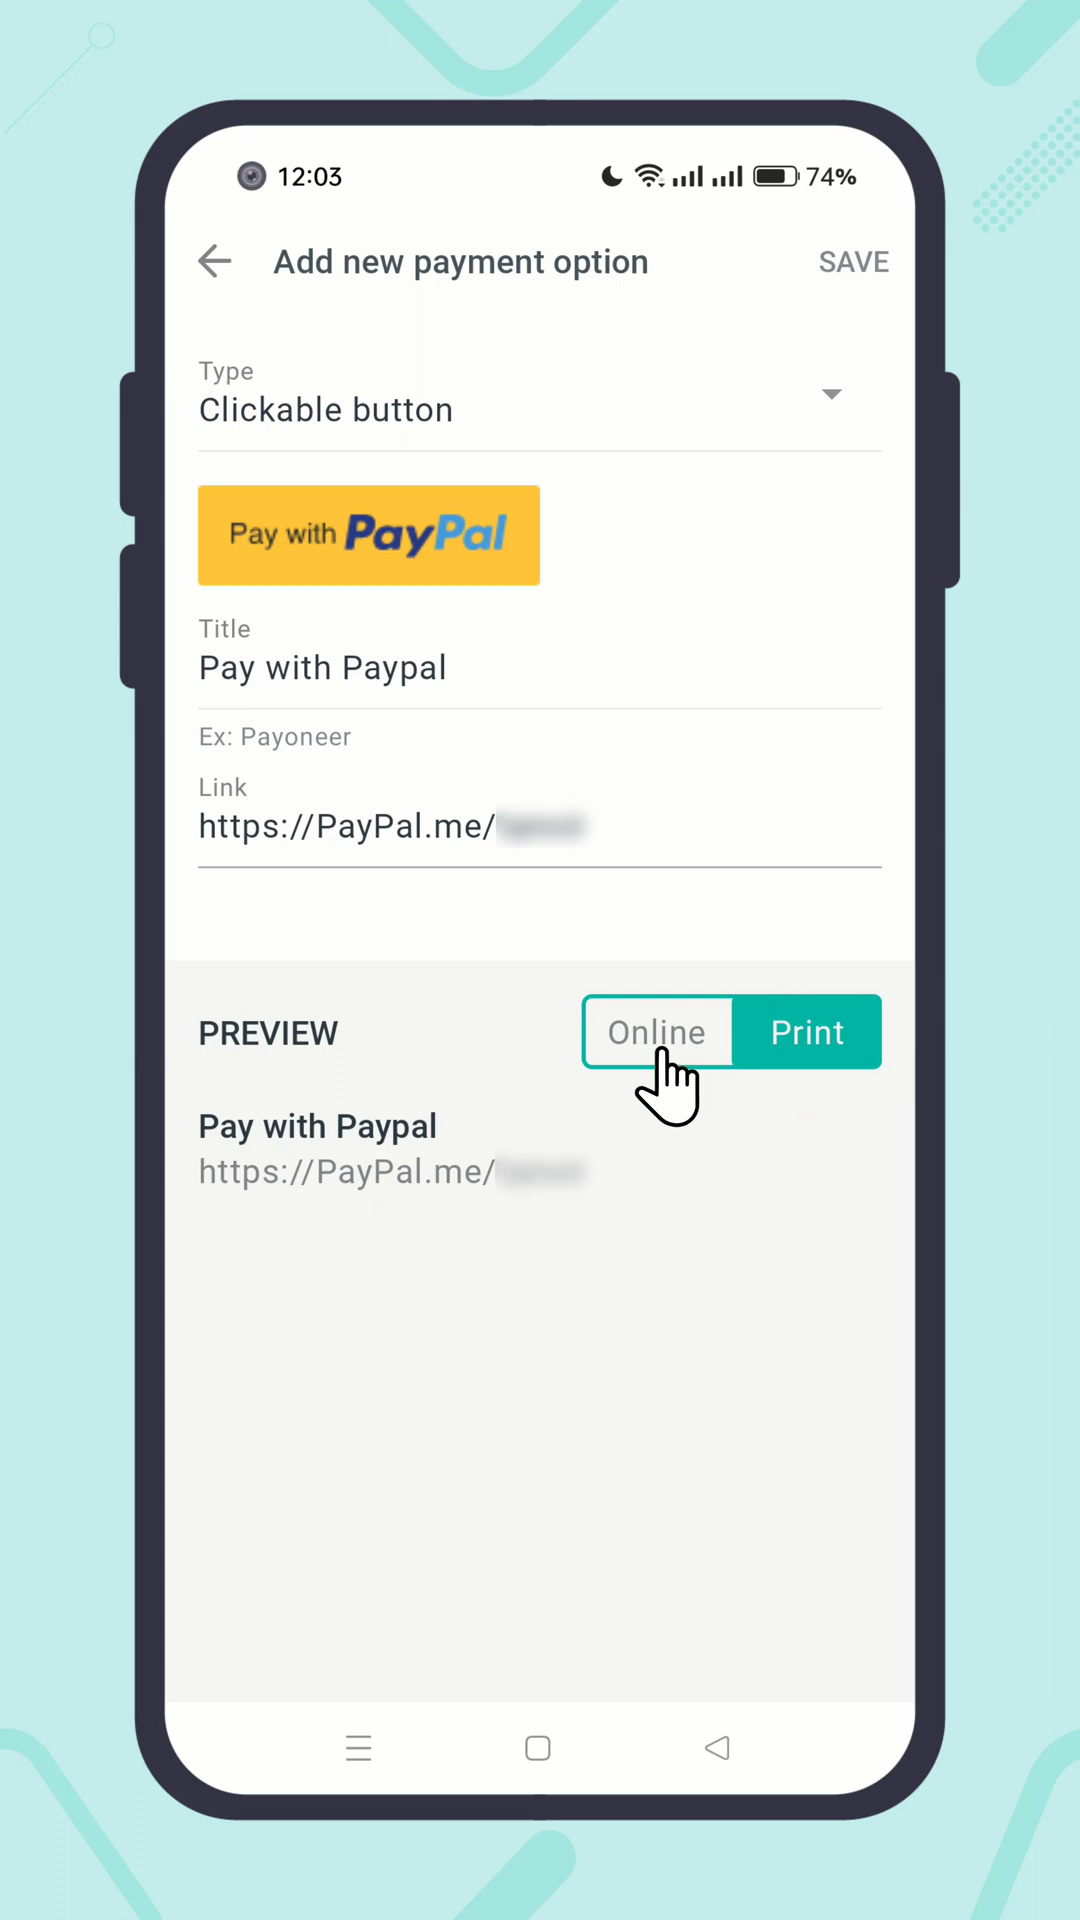 12:03 74%
Add new payment option SAVE
Type
Clickable button
Pay with PayPal
Title
Pay with Paypal
Ex: Payoneer
Link
https://PayPal.me/
PREVIEW Online Print
Pay with Paypal
https://PayPal.me/